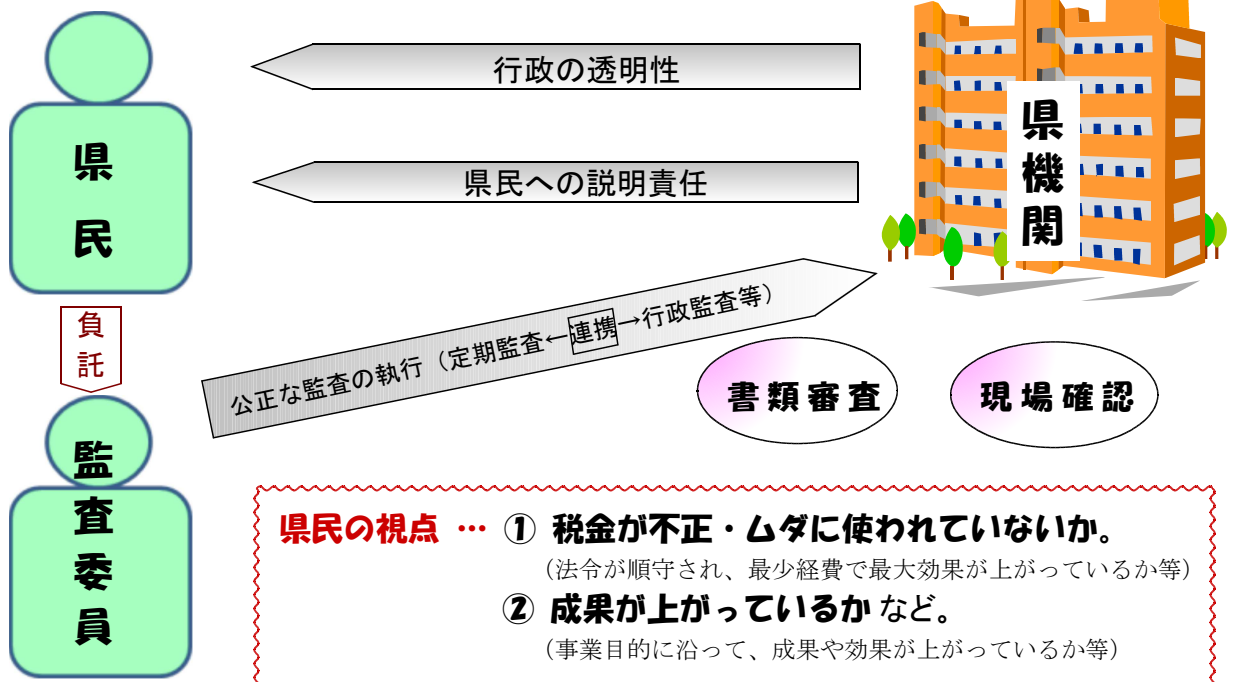 行政の透明性
県民への説明責任
県民
県機関
負託
公正な監査の執行（定期監査←連携→行政監査等）
書類審査
現場確認
監査委員
県民の視点 … ① 税金が不正・ムダに使われていないか。
（法令が順守され、最少経費で最大効果が上がっているか等）
② 成果が上がっているか など。
（事業目的に沿って、成果や効果が上がっているか等）